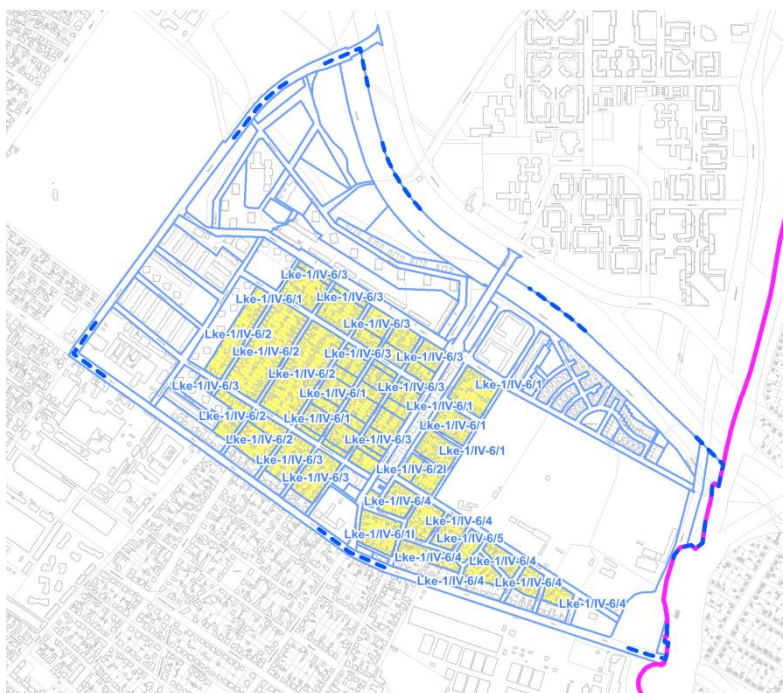 Lke-1/IV-6/3
Lke-1/IV-6/1 Lke-1/IV-6/3
Lke-1/IV-6/2 Lke-1/IV-6/3
Lke-1/IV-6/2 Lke-1/IV-6/3 Lke-1/IV-6/3
Lke-1/IV-6/3 Lke-1/IV-6/2 Lke-1/IV-6/3 Lke-1/IV-6/1
Lke-1/IV-6/1 Lke-1/IV-6/1
Lke-1/IV-6/2 Lke-1/IV-6/1 Lke-1/IV-6/1
Lke-1/IV-6/2 Lke-1/IV-6/3 Lke-1/IV-6/1
Lke-1/IV-6/3 Lke-1/IV-6/2I
Lke-1/IV-6/3
Lke-1/IV-6/4
Lke-1/IV-6/4
Lke-1/IV-6/1I Lke-1/IV-6/5
Lke-1/IV-6/4 Lke-1/IV-6/4
Lke-1/IV-6/4 Lke-1/IV-6/4
Lke-1/IV-6/4